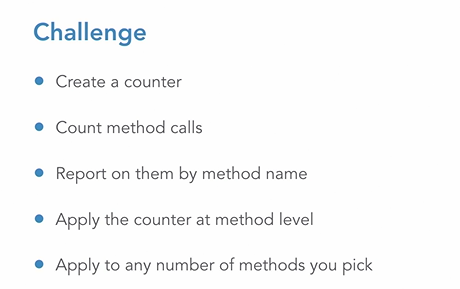 Challenge
Create a counter
Count method calls
Report on them by method name
Apply the counter at method level
Apply to any number of methods you pick